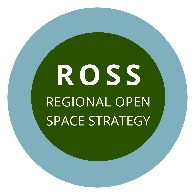 ROSS
REGIONAL OPEN
SPACE STRATEGY